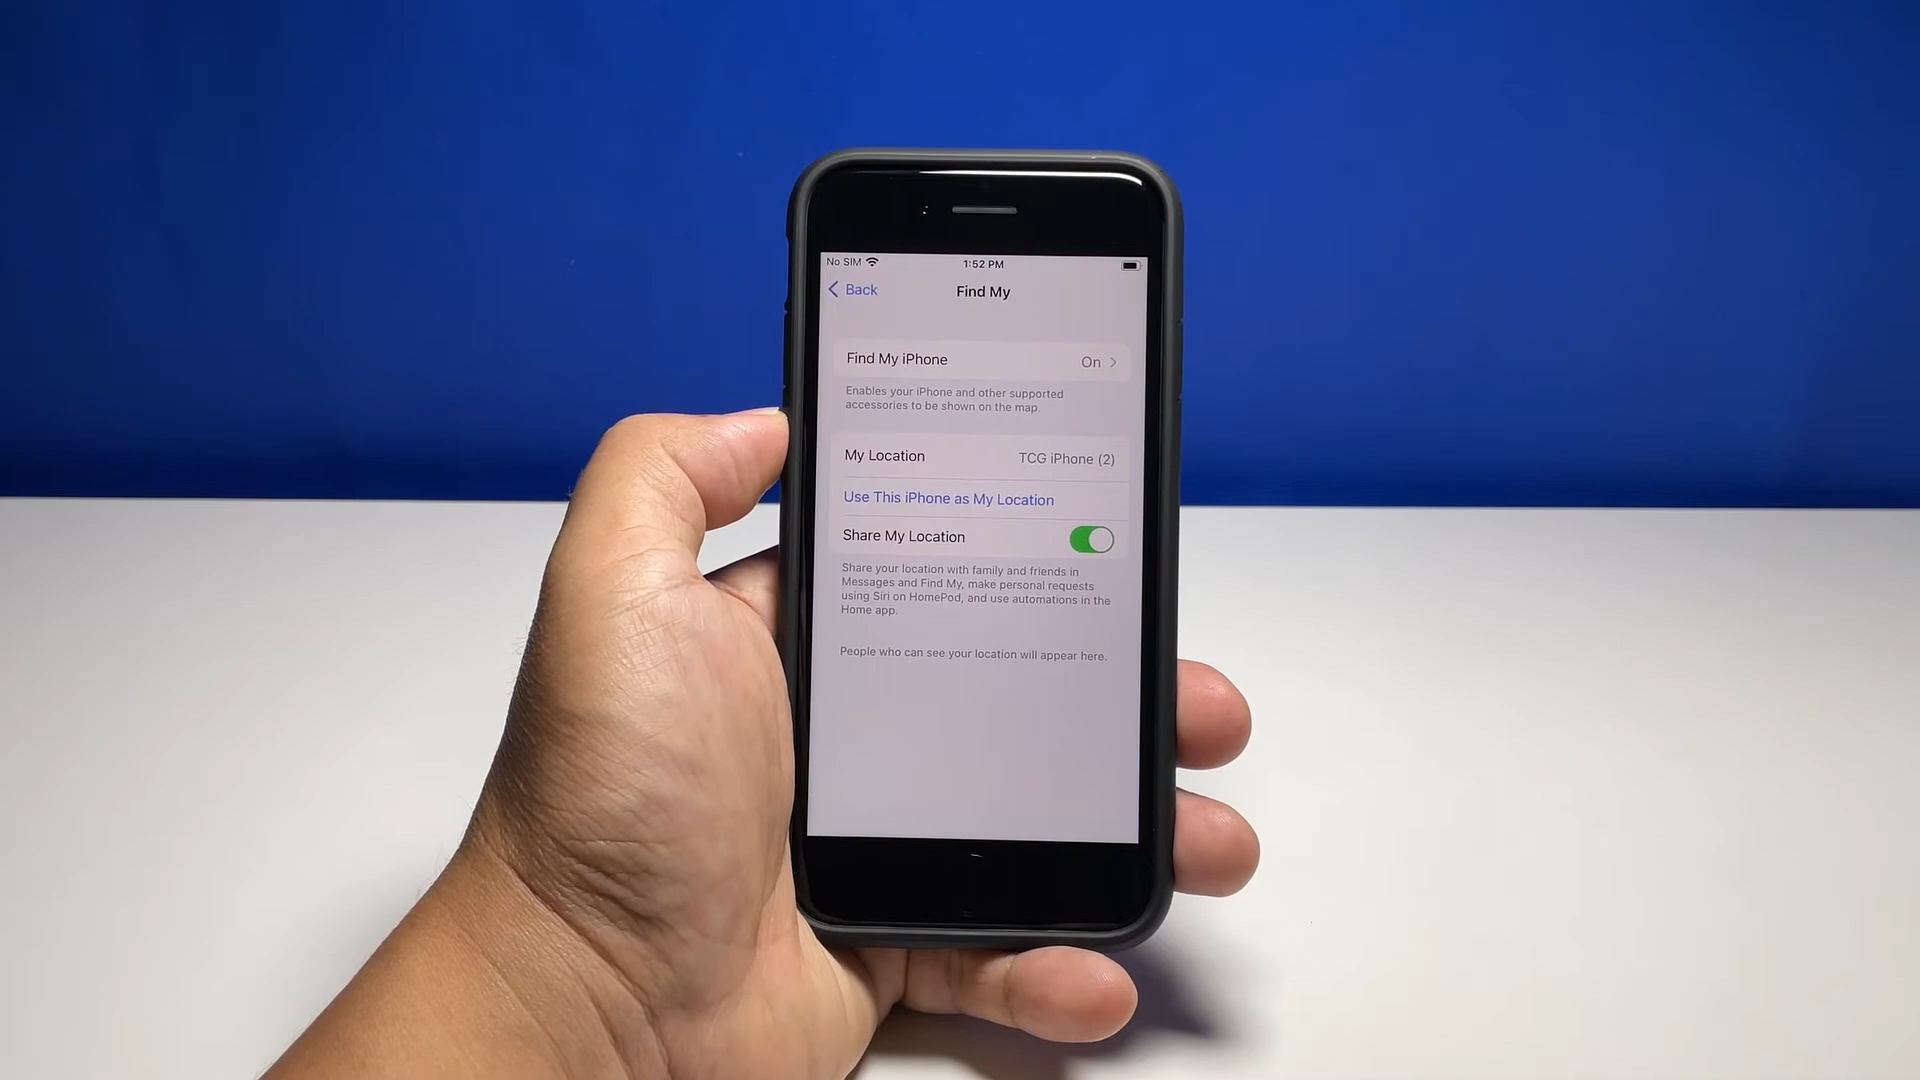 No SIM
1:52 PM
Back
Find My
Find My iPhone
On
Enables your iPhone and other supported
accessories to be shown on the map.
My Location
TCG iPhone (2)
Use This iPhone as My Location
Share My Location
Share your location with family and friends in
Messages and Find My, make personal requests
using Siri on HomePod, and use automations in the
Home app.
People who can see your location will appear here.